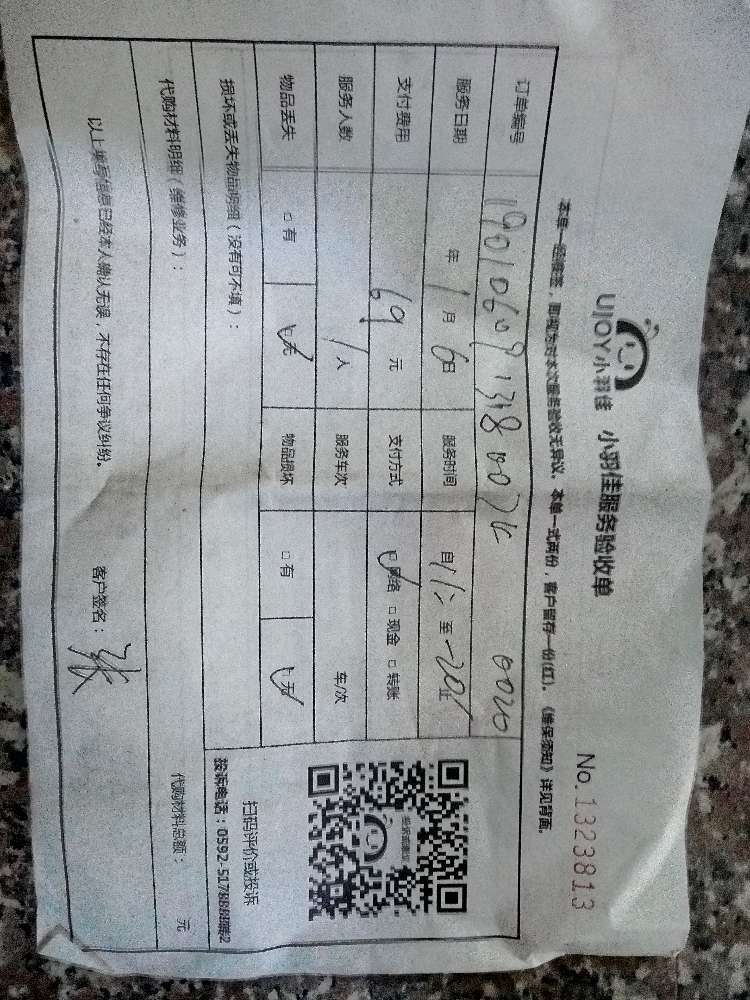 UJOY小羽佳 小羽佳服务验收单
No.1323813
本单一经捺签，即视为对本次服务验收无异议。本单一式两份，客户留存一份(红)。《维保须知》详见背面。
订单编号
服务日期 年 1 月 6 日 服务时间 自 至 止
支付费用 69 元 支付方式 □ 网络 □ 现金 □ 转账
服务人数 1 人 服务车次 车/次
物品丢失 □ 有 □ 无 物品损坏 □ 有 □ 无
损坏或丢失物品明细（没有可不填）：
扫码评价或投诉
投诉电话：0592-5178888转2
代购材料明细（维修业务）： 代购材料总额： 元
以上填写信息已经本人确认无误，不存在任何争议纠纷。 客户签名： 张